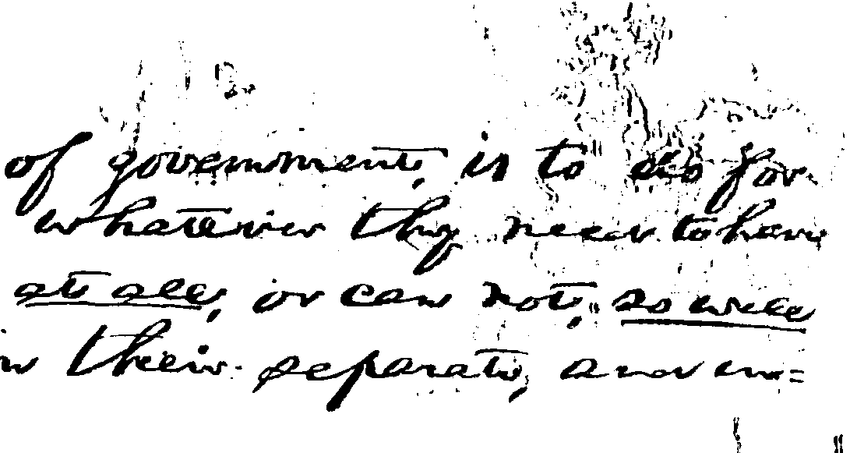 of government, is to do for
whatever they need to have
at all, or can not, so well
in their separate, and in=